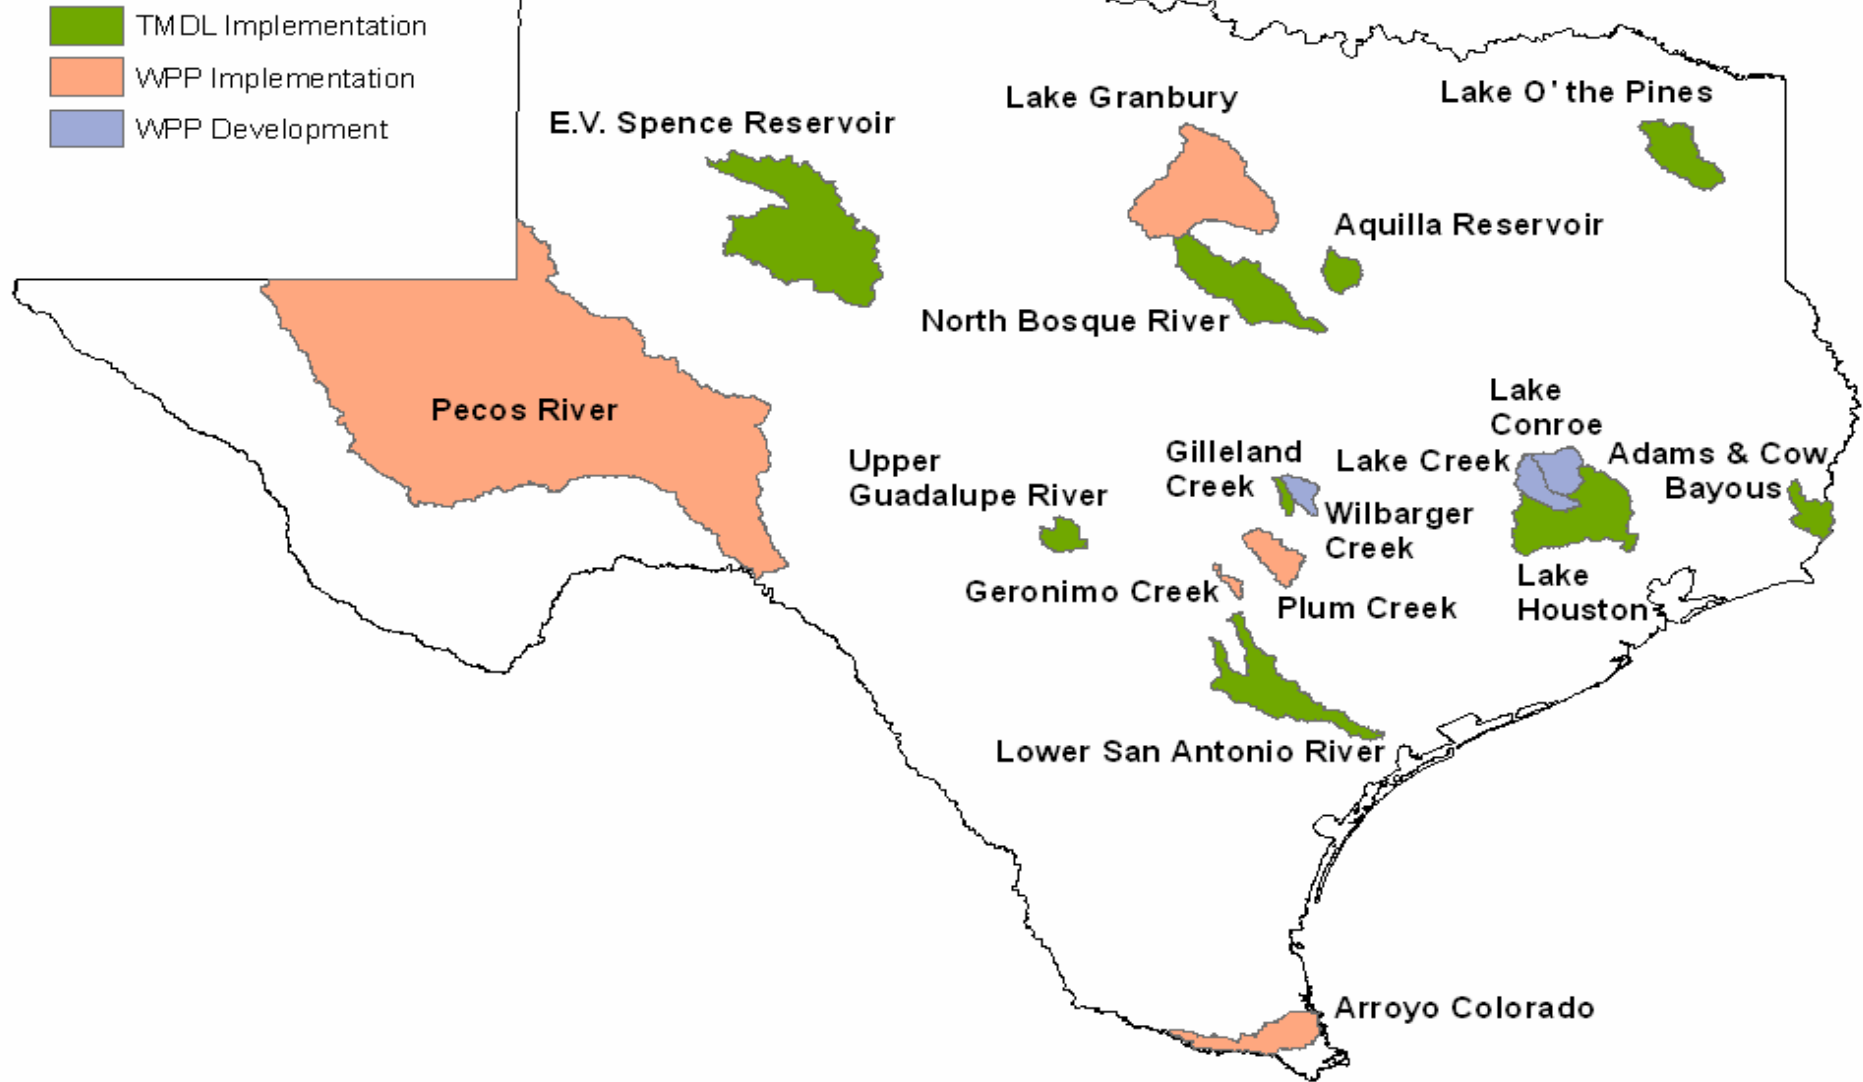 TMDL Implementation
WPP Implementation
WPP Development
Lake Granbury
Lake O' the Pines
E.V. Spence Reservoir
Aquilla Reservoir
North Bosque River
Pecos River
Lake
Conroe
Upper
Guadalupe River
Gilleland
Creek
Lake Creek
Adams & Cow
Bayous
Wilbarger
Creek
Geronimo Creek
Plum Creek
Lake
Houston
Lower San Antonio River
Arroyo Colorado